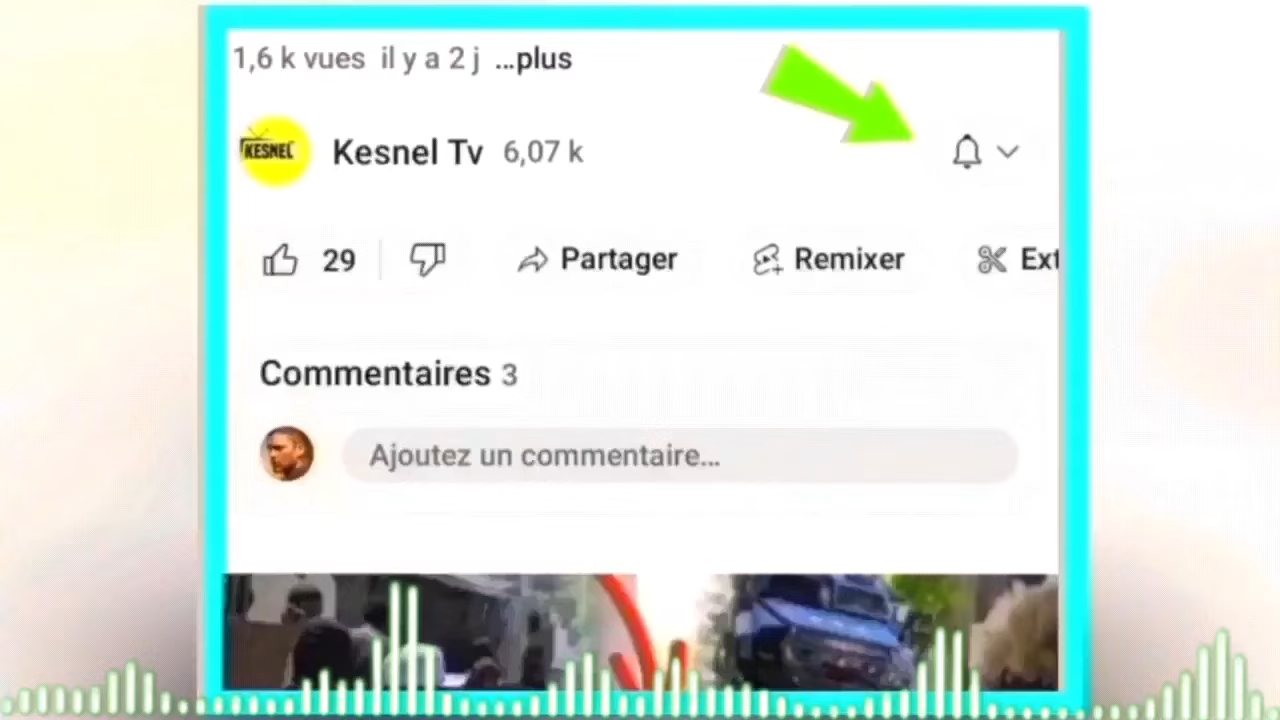 1,6 k vues il y a 2 j ...plus
KESNEL
Kesnel Tv 6,07 k
29 Partager Remixer Ext
Commentaires 3
Ajoutez un commentaire...